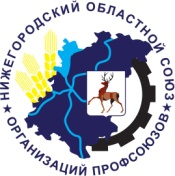 НИЖЕГОРОДСКИЙ ОБЛАСТНОЙ СОЮЗ
ОРГАНИЗАЦИЙ ПРОФСОЮЗОВ